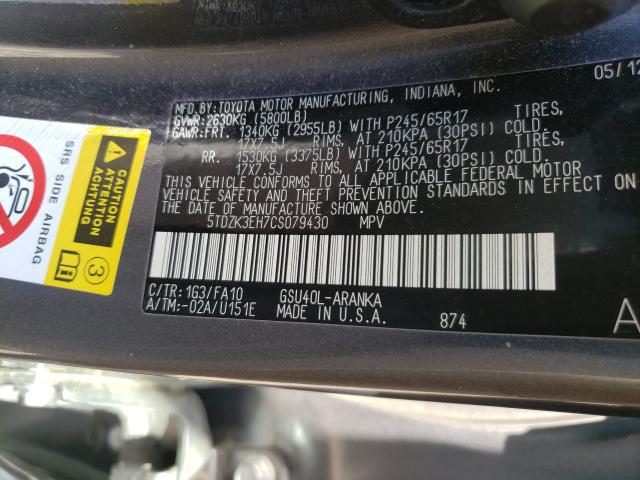 05/12
MFD. BY: TOYOTA MOTOR MANUFACTURING, INDIANA, INC.
GVWR: 2630KG (5800LB)
GAWR: FRT. 1340KG (2955LB) WITH P245/65R17 TIRES,
17X7.5J RIMS, AT 210KPA (30PSI) COLD.
RR. 1530KG (3375LB) WITH P245/65R17 TIRES,
17X7.5J RIMS, AT 210KPA (30PSI) COLD.
THIS VEHICLE CONFORMS TO ALL APPLICABLE FEDERAL MOTOR
VEHICLE SAFETY AND THEFT PREVENTION STANDARDS IN EFFECT ON
THE DATE OF MANUFACTURE SHOWN ABOVE.
5TDZK3EH7CS079430 MPV
C/TR: 1G3/FA10 GSU40L-ARANKA
A/TM:-02A/U151E MADE IN U.S.A. 874
A
SRS SIDE AIRBAG
CAUTION
ATTENTION
ACHTUNG
3